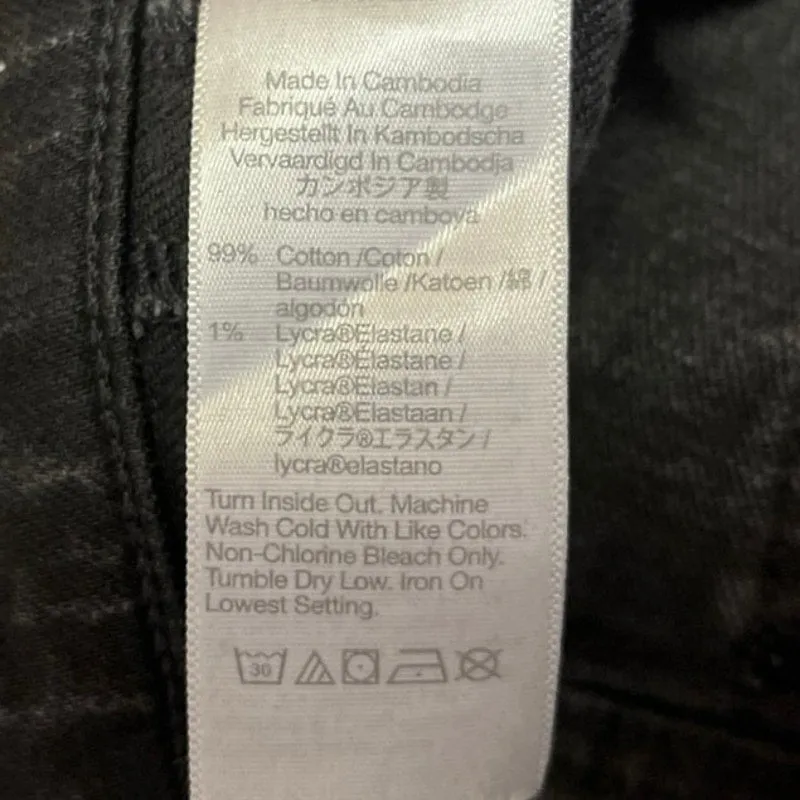 Made In Cambodia
Fabriqué Au Cambodge
Hergestellt In Kambodscha
Vervaardigd In Cambodja
カンボジア製
hecho en camboya
99% Cotton /Coton /
Baumwolle /Katoen /綿 /
algodón
1% Lycra®Elastane /
Lycra®Elastane /
Lycra®Elastan /
Lycra®Elastaan /
ライクラ®エラスタン /
lycra®elastano
Turn Inside Out. Machine
Wash Cold With Like Colors.
Non-Chlorine Bleach Only.
Tumble Dry Low. Iron On
Lowest Setting.
30